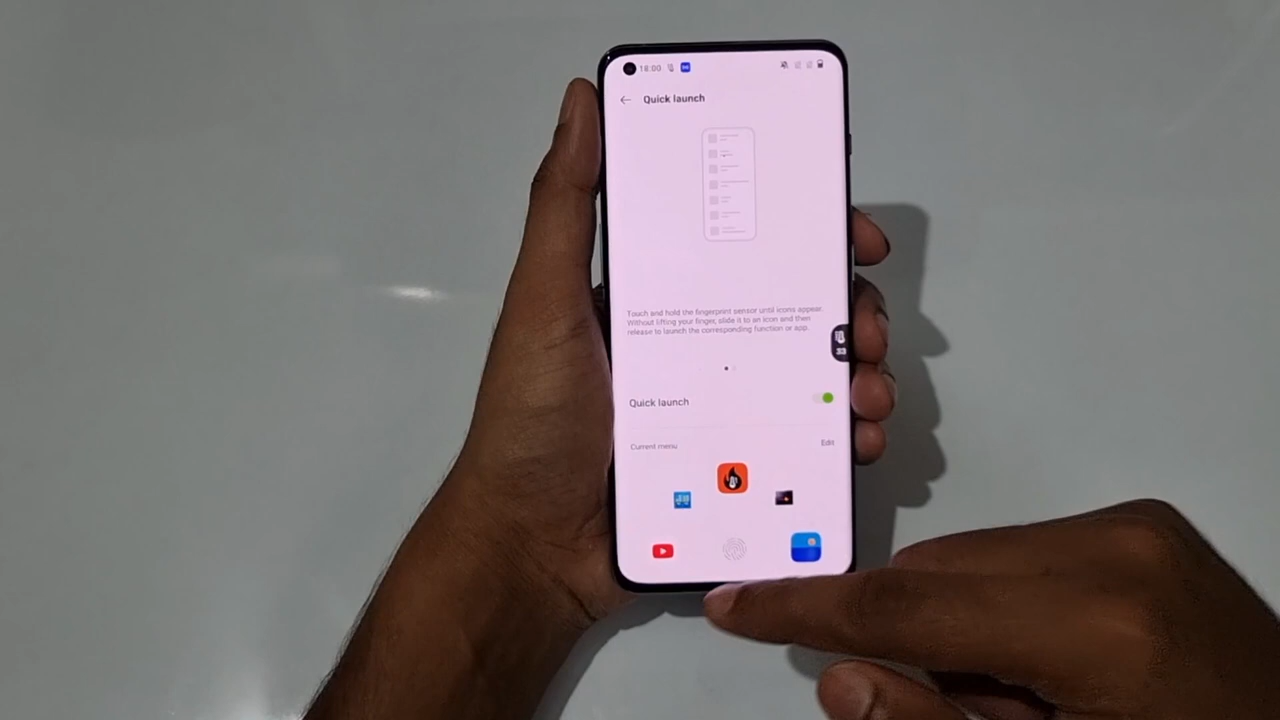 18:00
Quick launch
Touch and hold the fingerprint sensor until icons appear.
Without lifting your finger, slide it to an icon and then
release to launch the corresponding function or app.
33
Quick launch
Current menu
Edit